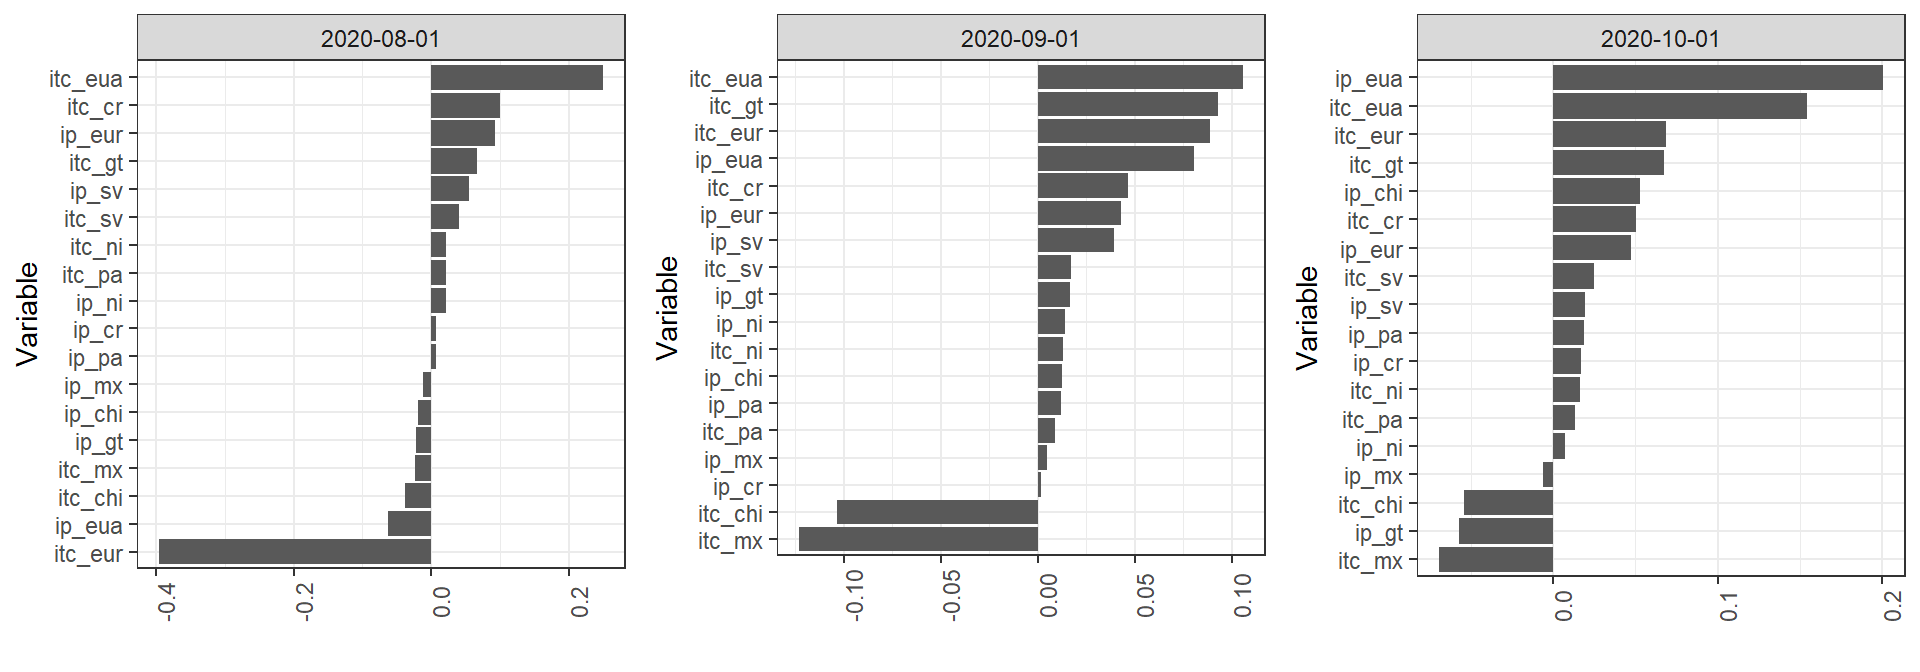 2020-08-01
Variable
itc_eua
itc_cr
ip_eur
itc_gt
ip_sv
itc_sv
itc_ni
itc_pa
ip_ni
ip_cr
ip_pa
ip_mx
ip_chi
ip_gt
itc_mx
itc_chi
ip_eua
itc_eur
-0.4
-0.2
0.0
0.2
2020-09-01
Variable
itc_eua
itc_gt
itc_eur
ip_eua
itc_cr
ip_eur
ip_sv
itc_sv
ip_gt
ip_ni
itc_ni
ip_chi
ip_pa
itc_pa
ip_mx
ip_cr
itc_chi
itc_mx
-0.10
-0.05
0.00
0.05
0.10
2020-10-01
Variable
ip_eua
itc_eua
itc_eur
itc_gt
ip_chi
itc_cr
ip_eur
itc_sv
ip_sv
ip_pa
ip_cr
itc_ni
itc_pa
ip_ni
ip_mx
itc_chi
ip_gt
itc_mx
0.0
0.1
0.2